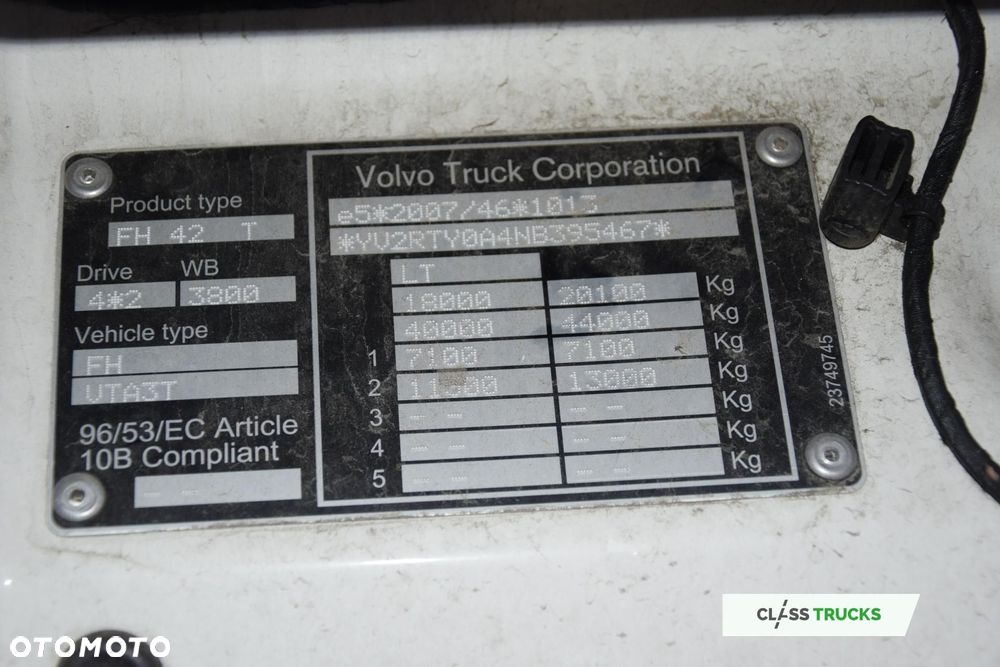 Volvo Truck Corporation
Product type
FH 42 T
e5*2007/46*1013
*YV2RTY0A4NB395467*
Drive WB
4*2 3800
LT
18000 20100 Kg
40000 44000 Kg
Vehicle type
FH
VTA3T
1 7100 7100 Kg
2 11500 13000 Kg
3 -- -- -- -- Kg
4 -- -- -- -- Kg
5 -- -- -- -- Kg
96/53/EC Article
10B Compliant
-- --
23749745
CLASS TRUCKS
OTOMOTO